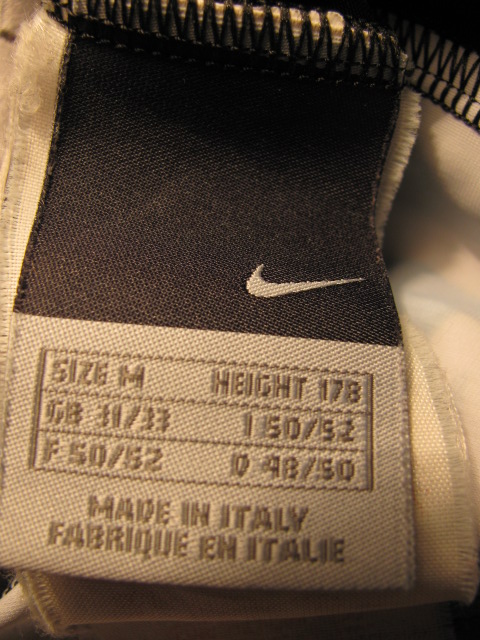 SIZE M HEIGHT 178
GB 31/33 I 50/52
F 50/52 D 48/50
MADE IN ITALY
FABRIQUE EN ITALIE